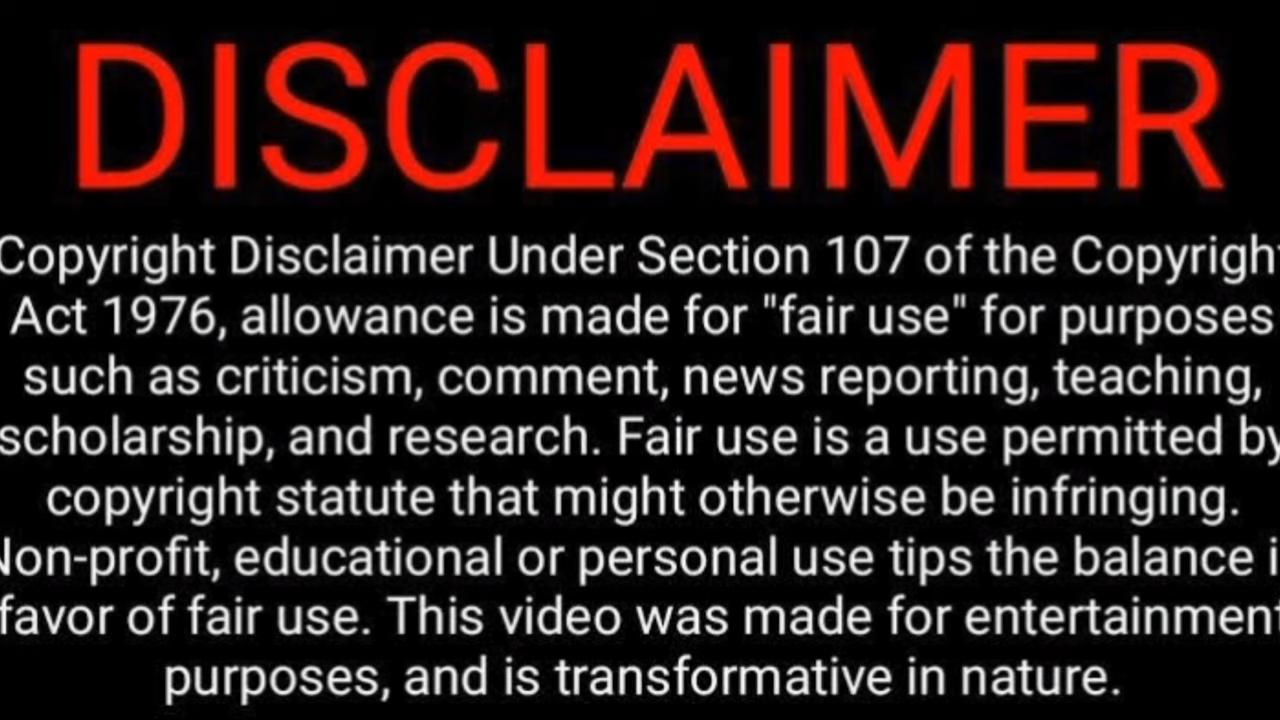 DISCLAIMER
Copyright Disclaimer Under Section 107 of the Copyright
Act 1976, allowance is made for "fair use" for purposes
such as criticism, comment, news reporting, teaching,
scholarship, and research. Fair use is a use permitted by
copyright statute that might otherwise be infringing.
Non-profit, educational or personal use tips the balance i
favor of fair use. This video was made for entertainment
purposes, and is transformative in nature.